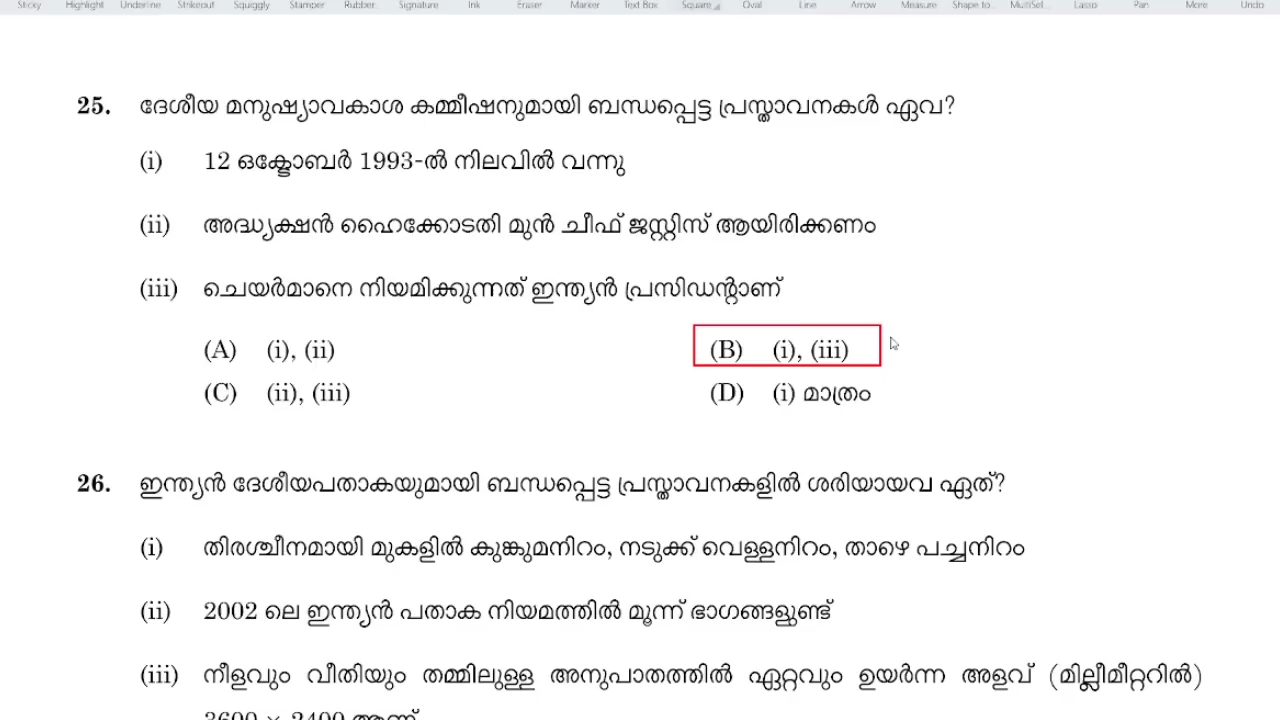 Sticky Highlight Underline Strikeout Squiggly Stamper Rubber. Signature Ink Eraser Marker Text Box Square Oval Line Arrow Measure Shape to.. MultiSel... Lasso Pan More Undo
25. ദേശീയ മനുഷ്യാവകാശ കമ്മീഷനുമായി ബന്ധപ്പെട്ട പ്രസ്താവനകൾ ഏവ?
(i) 12 ഒക്ടോബർ 1993-ൽ നിലവിൽ വന്നു
(ii) അദ്ധ്യക്ഷൻ ഹൈക്കോടതി മുൻ ചീഫ് ജസ്റ്റിസ് ആയിരിക്കണം
(iii) ചെയർമാനെ നിയമിക്കുന്നത് ഇന്ത്യൻ പ്രസിഡന്റാണ്
(A) (i), (ii) (B) (i), (iii)
(C) (ii), (iii) (D) (i) മാത്രം
26. ഇന്ത്യൻ ദേശീയപതാകയുമായി ബന്ധപ്പെട്ട പ്രസ്താവനകളിൽ ശരിയായവ ഏത്?
(i) തിരശ്ചീനമായി മുകളിൽ കുങ്കുമനിറം, നടുക്ക് വെള്ളനിറം, താഴെ പച്ചനിറം
(ii) 2002 ലെ ഇന്ത്യൻ പതാക നിയമത്തിൽ മൂന്ന് ഭാഗങ്ങളുണ്ട്
(iii) നീളവും വീതിയും തമ്മിലുള്ള അനുപാതത്തിൽ ഏറ്റവും ഉയർന്ന അളവ് (മില്ലീമീറ്ററിൽ)
3600 × 2400 ആണ്